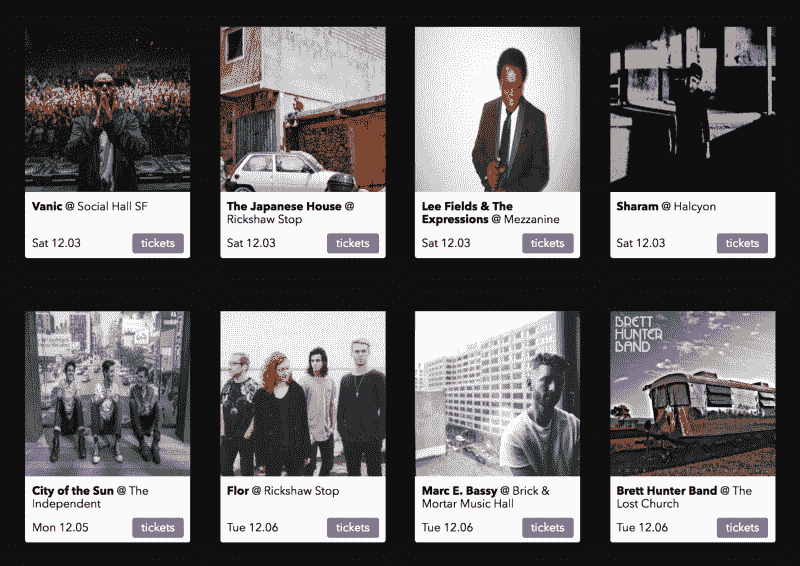 Vanic @ Social Hall SF
Sat 12.03
tickets
The Japanese House @
Rickshaw Stop
Sat 12.03
tickets
Lee Fields & The
Expressions @ Mezzanine
Sat 12.03
tickets
Sharam @ Halcyon
Sat 12.03
tickets
City of the Sun @ The
Independent
Mon 12.05
tickets
Flor @ Rickshaw Stop
Tue 12.06
tickets
Marc E. Bassy @ Brick &
Mortar Music Hall
Tue 12.06
tickets
BRETT
HUNTER
BAND
Brett Hunter Band @ The
Lost Church
Tue 12.06
tickets